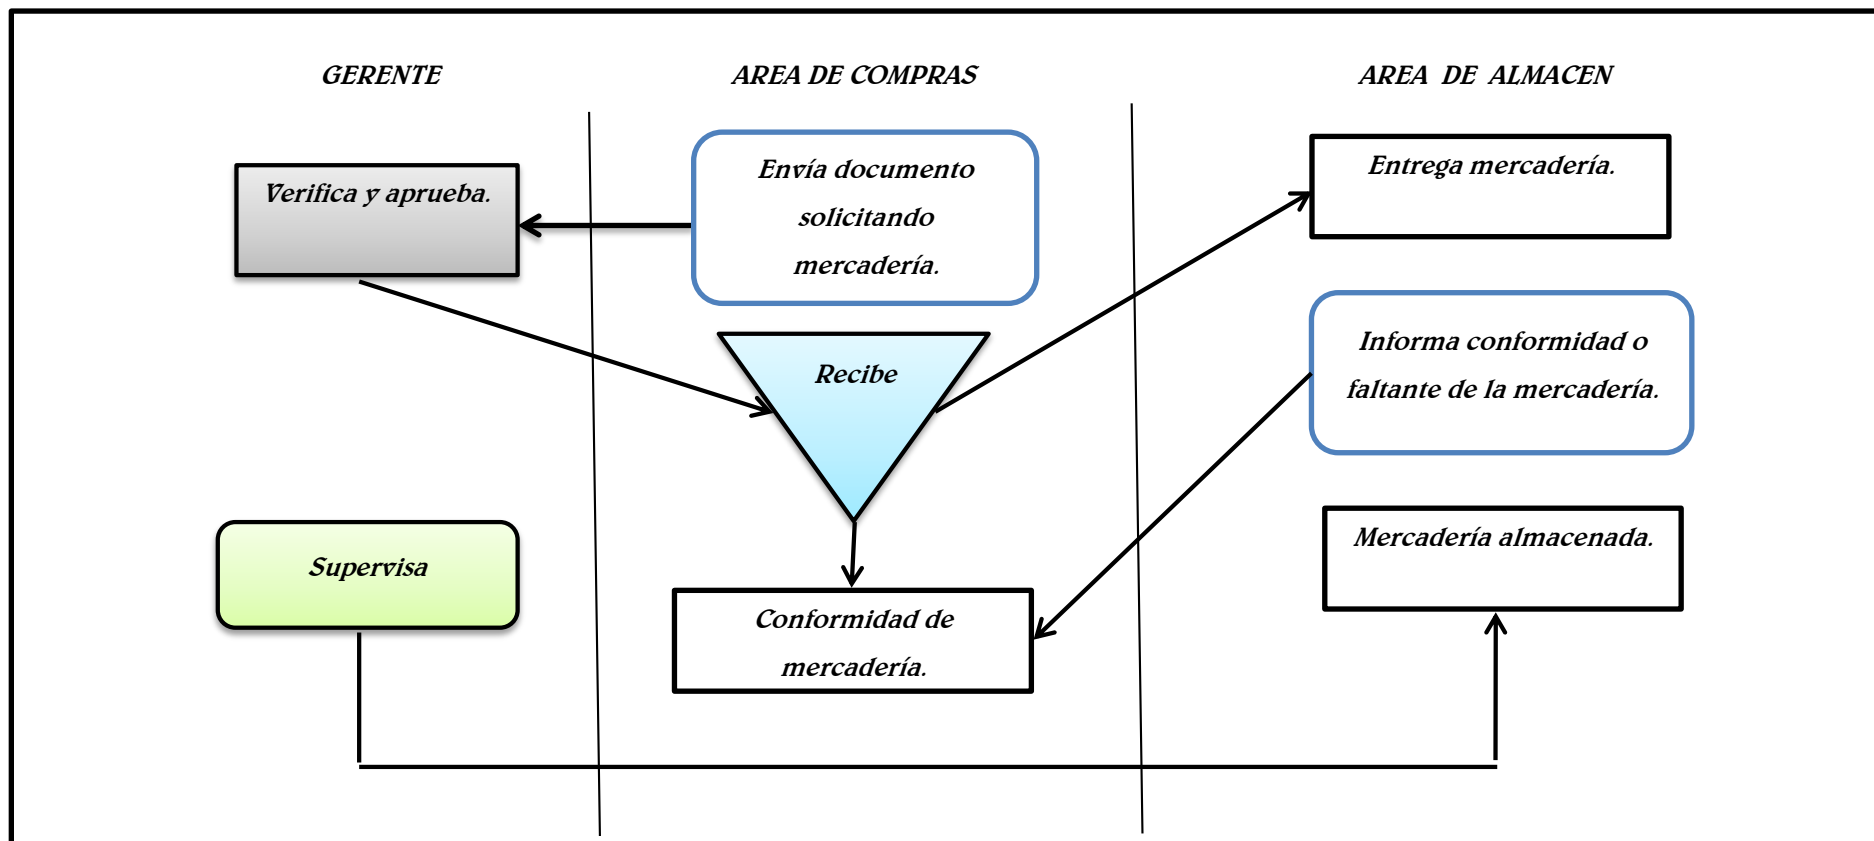 GERENTE
AREA DE COMPRAS
AREA DE ALMACEN
Verifica y aprueba.
Envía documento
solicitando
mercadería.
Entrega mercadería.
Recibe
Informa conformidad o
faltante de la mercadería.
Supervisa
Conformidad de
mercadería.
Mercadería almacenada.